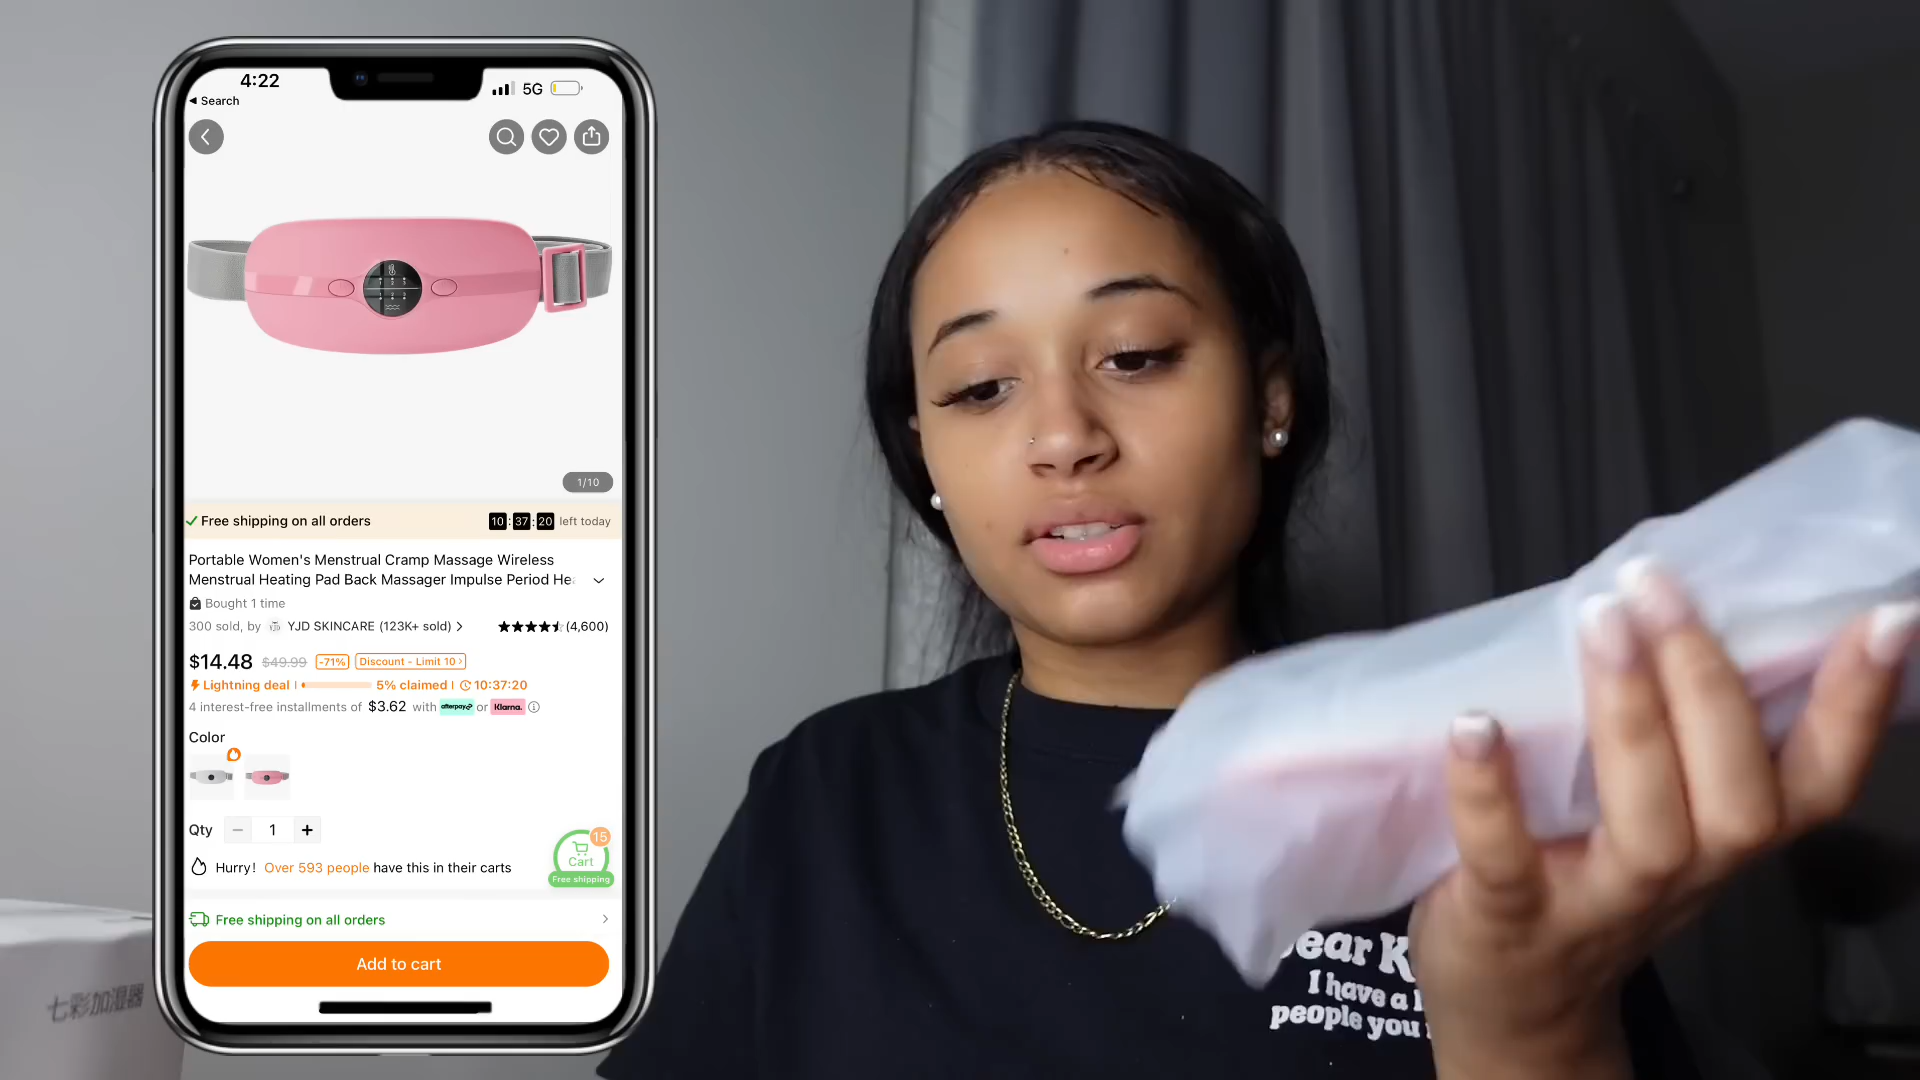 4:22
5G
Search
1/10
Free shipping on all orders
10:37:20 left today
Portable Women's Menstrual Cramp Massage Wireless
Menstrual Heating Pad Back Massager Impulse Period He
Bought 1 time
300 sold, by YJD SKINCARE (123K+ sold)
(4,600)
$14.48 $49.99 -71% Discount - Limit 10
Lightning deal 5% claimed 10:37:20
4 interest-free installments of $3.62 with afterpay or Klarna.
Color
Qty
1
15
Cart
Free shipping
Hurry! Over 593 people have this in their carts
Free shipping on all orders
Add to cart
七彩加湿器
ear K
I have a
people you